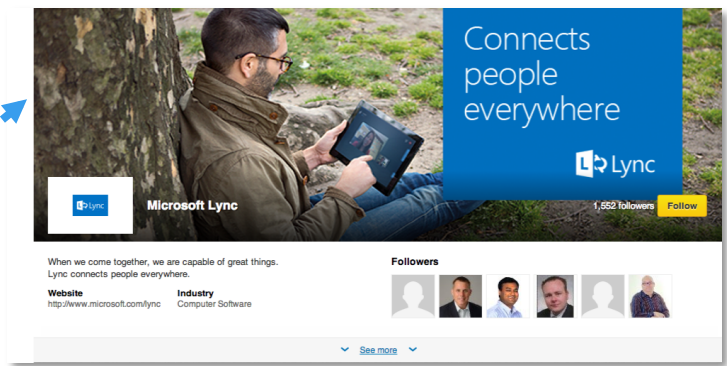 Connects
people
everywhere
L Lync
L Lync
Microsoft Lync
1,552 followers Follow
When we come together, we are capable of great things.
Lync connects people everywhere.
Followers
Website Industry
http://www.microsoft.com/lync Computer Software
See more